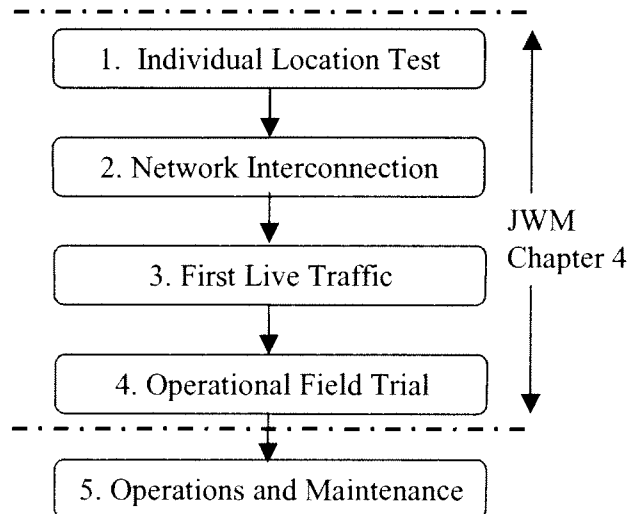 1. Individual Location Test
2. Network Interconnection
3. First Live Traffic
4. Operational Field Trial
JWM
Chapter 4
5. Operations and Maintenance